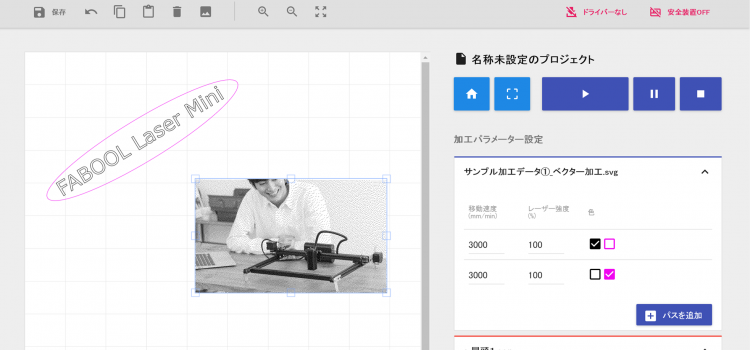 保存
ドライバーなし
安全装置OFF
名称未設定のプロジェクト
FABOOL Laser Mini
加工パラメーター設定
サンプル加工データ①_ベクター加工.svg
移動速度
(mm/min)
レーザー強度
(%)
色
3000
100
3000
100
パスを追加